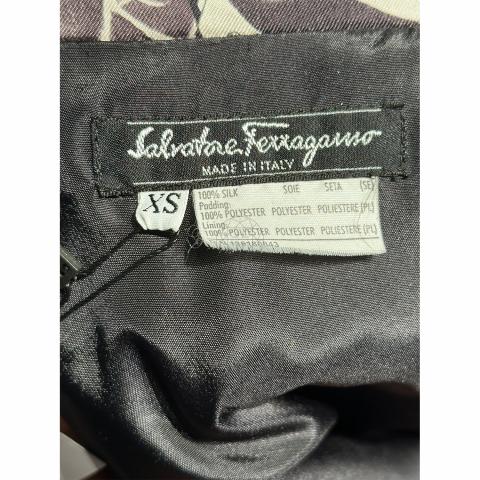 Salvatore Ferragamo
MADE IN ITALY
XS
100% SILK SOIE SETA (SE)
Padding:
100% POLYESTER POLYESTER POLIESTERE(PL)
Lining:
100% POLYESTER POLYESTER POLIESTERE(PL)